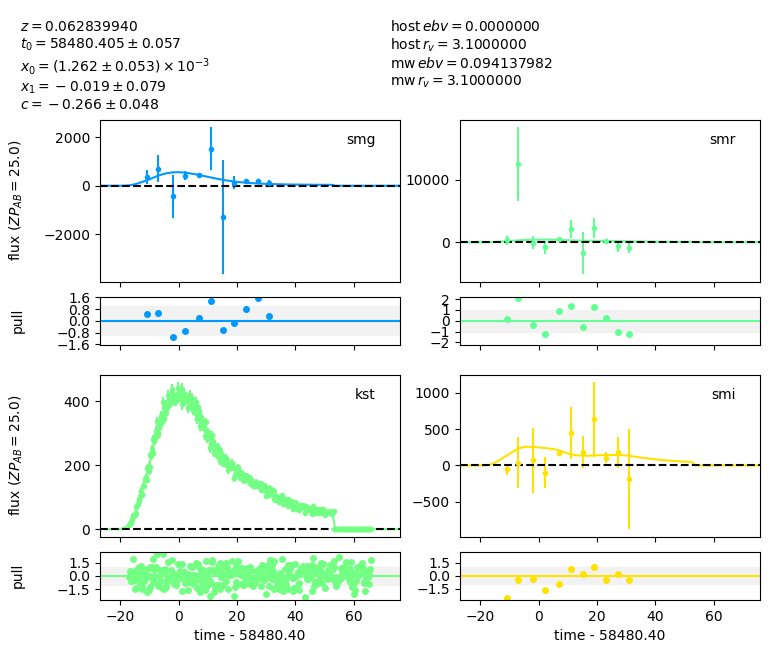 z = 0.062839940
t₀ = 58480.405 ± 0.057
x₀ = (1.262 ± 0.053) × 10⁻³
x₁ = −0.019 ± 0.079
c = −0.266 ± 0.048
host ebv = 0.0000000
host r_v = 3.1000000
mw ebv = 0.094137982
mw r_v = 3.1000000
flux (ZP_AB = 25.0)
2000
0
−2000
smg
10000
0
smr
pull
1.6
0.8
0.0
−0.8
−1.6
2
1
0
−1
−2
flux (ZP_AB = 25.0)
400
200
0
kst
1000
500
0
−500
smi
pull
1.5
0.0
−1.5
1.5
0.0
−1.5
−20 0 20 40 60
time - 58480.40
−20 0 20 40 60
time - 58480.40